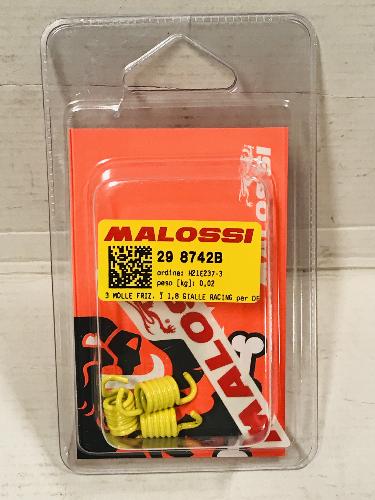 MALOSSI
MALOSSI
29 8742B
ordine: H21E237-3
peso [kg]: 0,02
3 MOLLE FRIZ. Ý 1,8 GIALLE RACING per DE
MALOSSI